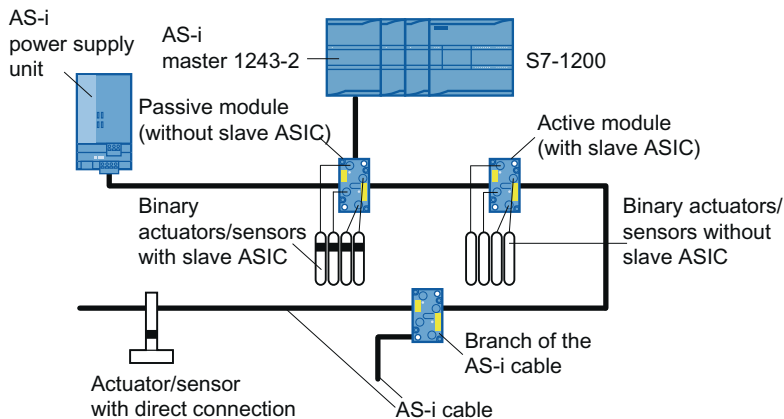 AS-i
power supply
unit
AS-i
master 1243-2
S7-1200
Passive module
(without slave ASIC)
Active module
(with slave ASIC)
Binary
actuators/sensors
with slave ASIC
Binary actuators/
sensors without
slave ASIC
Branch of the
AS-i cable
Actuator/sensor
with direct connection
AS-i cable